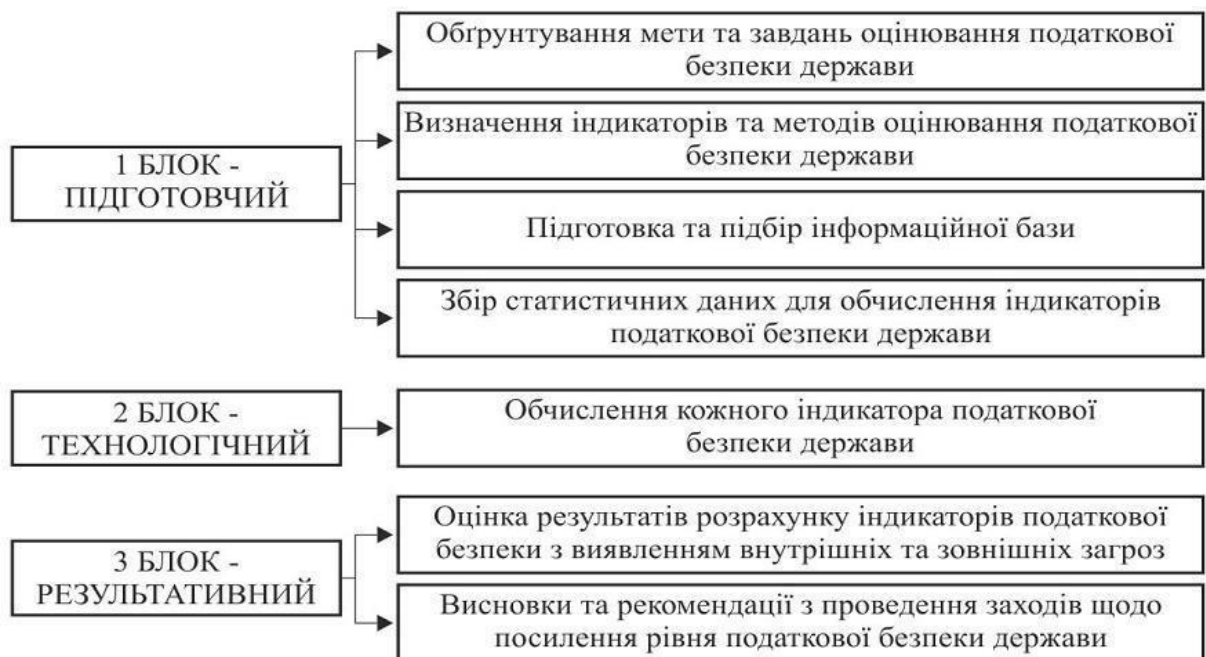 Обґрунтування мети та завдань оцінювання податкової
безпеки держави
Визначення індикаторів та методів оцінювання податкової
безпеки держави
1 БЛОК -
ПІДГОТОВЧИЙ
Підготовка та підбір інформаційної бази
Збір статистичних даних для обчислення індикаторів
податкової безпеки держави
2 БЛОК -
ТЕХНОЛОГІЧНИЙ
Обчислення кожного індикатора податкової
безпеки держави
3 БЛОК -
РЕЗУЛЬТАТИВНИЙ
Оцінка результатів розрахунку індикаторів податкової
безпеки з виявленням внутрішніх та зовнішніх загроз
Висновки та рекомендації з проведення заходів щодо
посилення рівня податкової безпеки держави